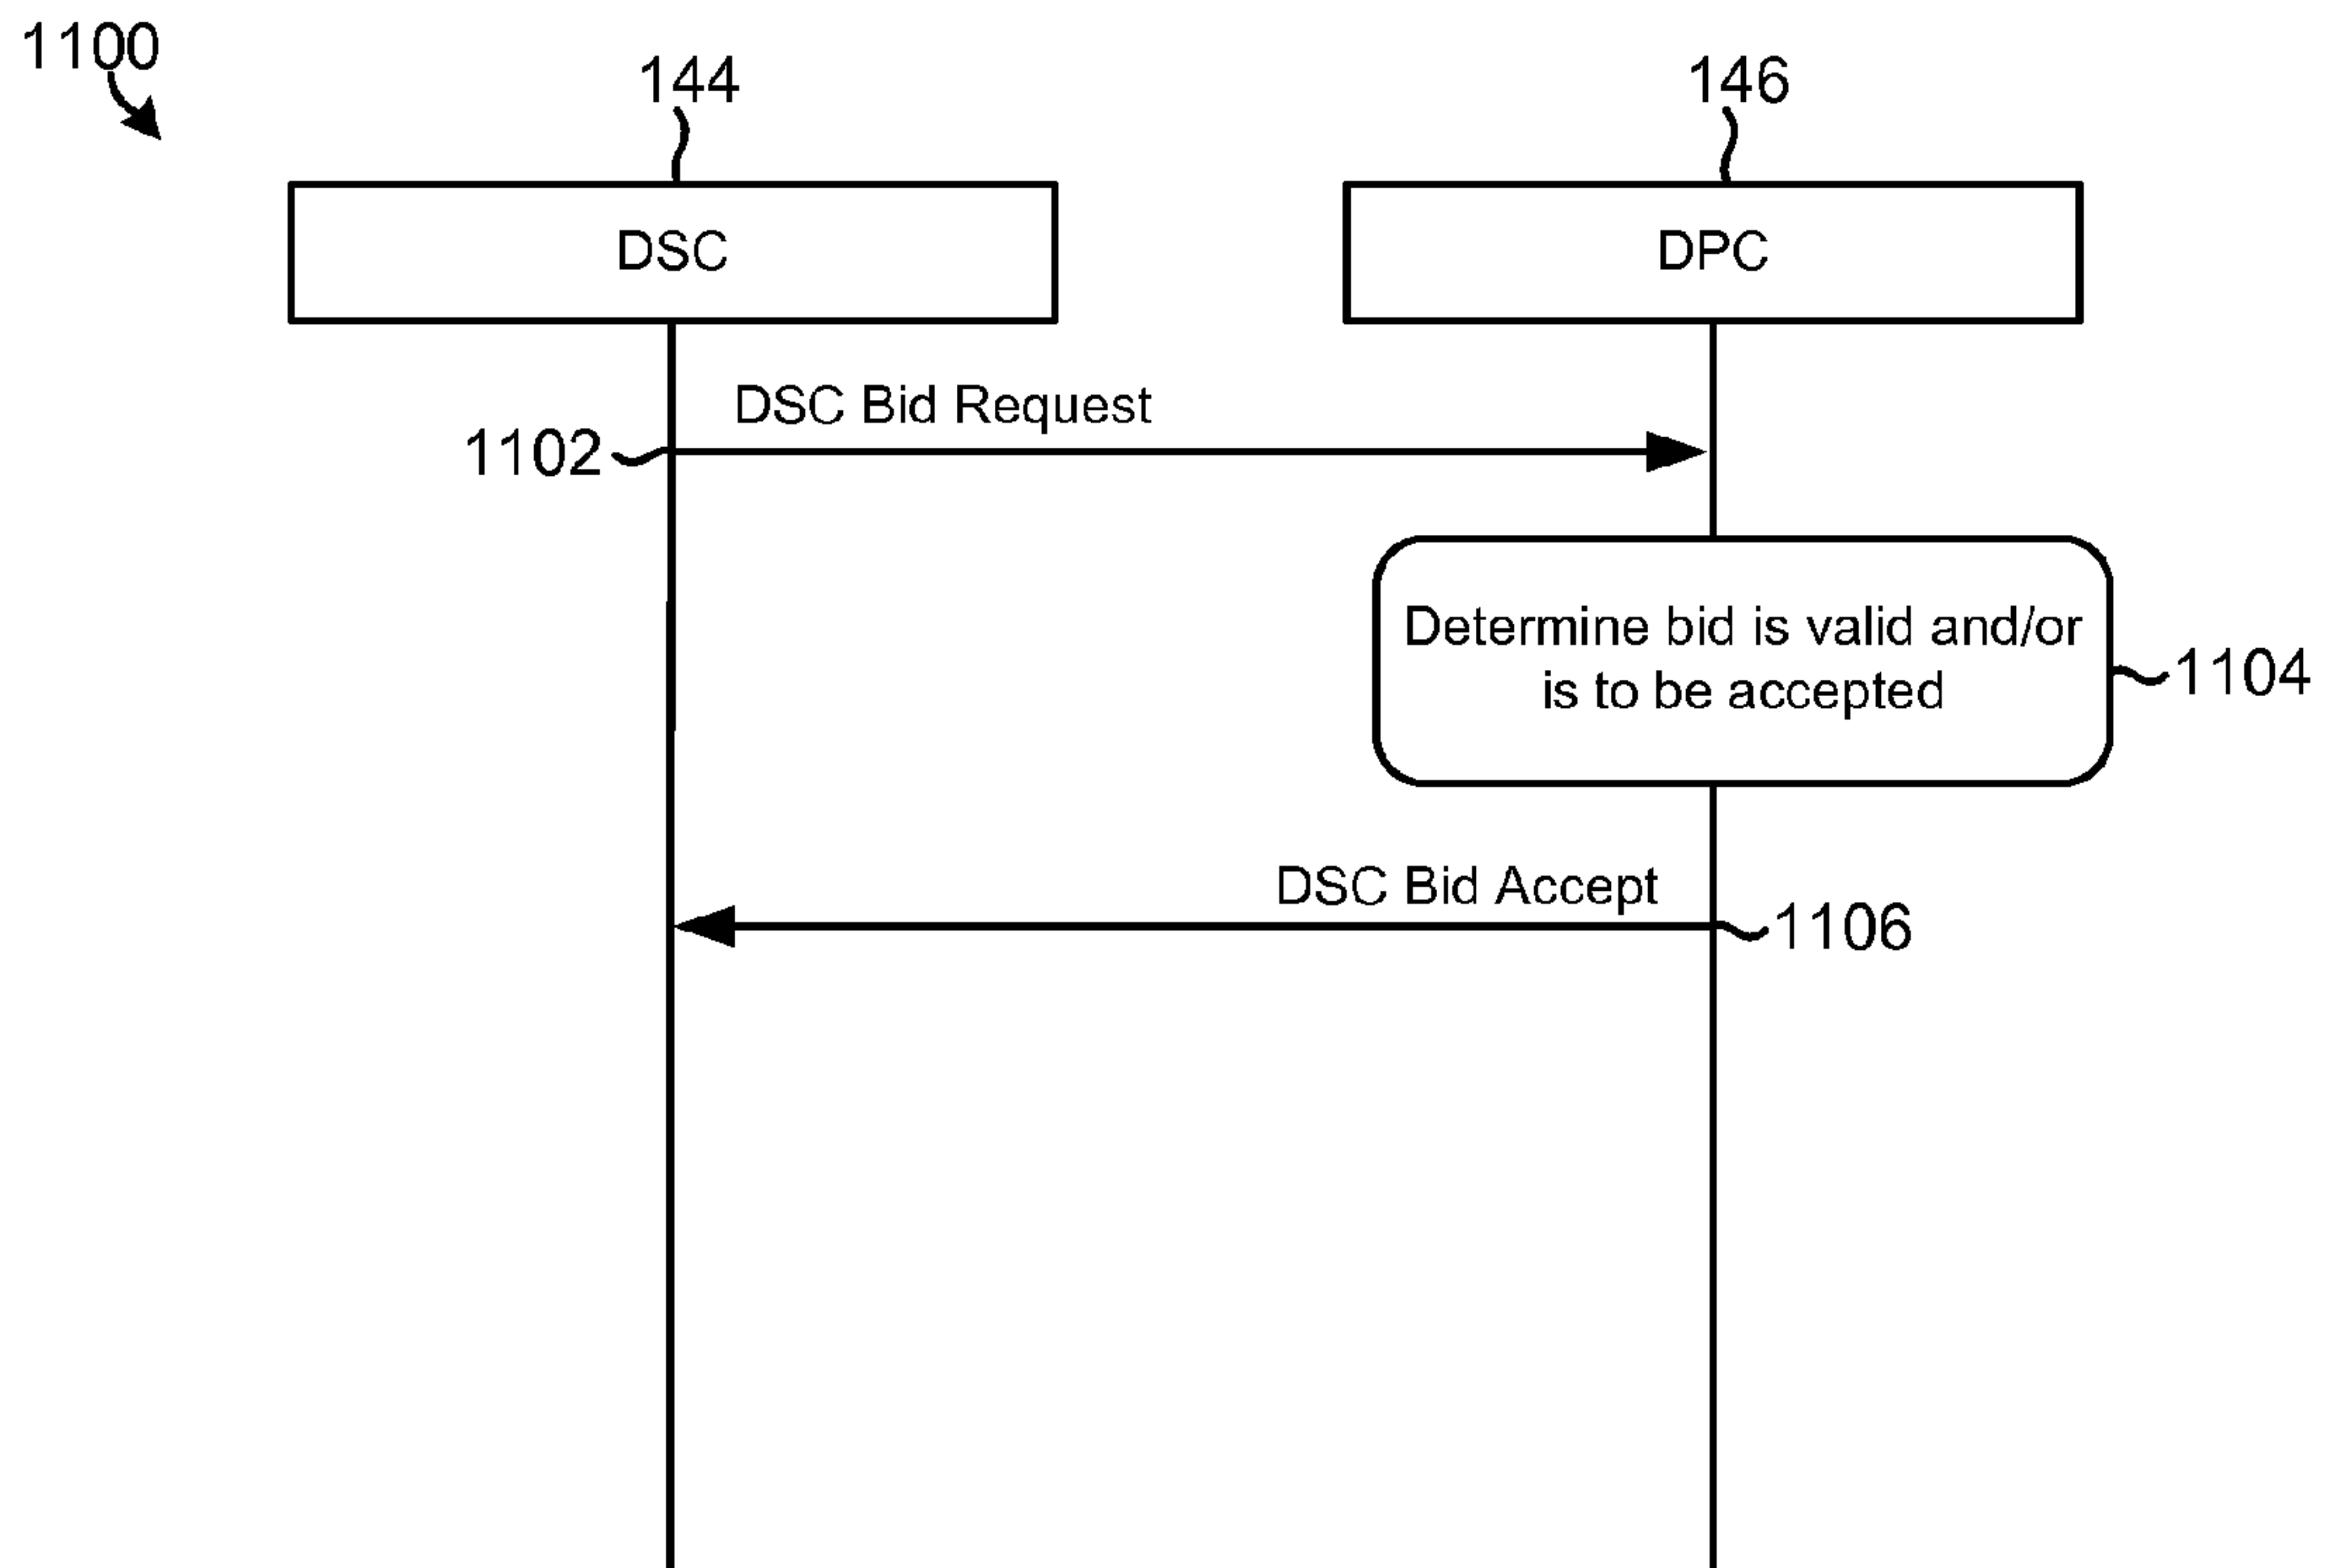 1100
144
146
DSC
DPC
DSC Bid Request
1102
Determine bid is valid and/or
is to be accepted
1104
DSC Bid Accept
1106